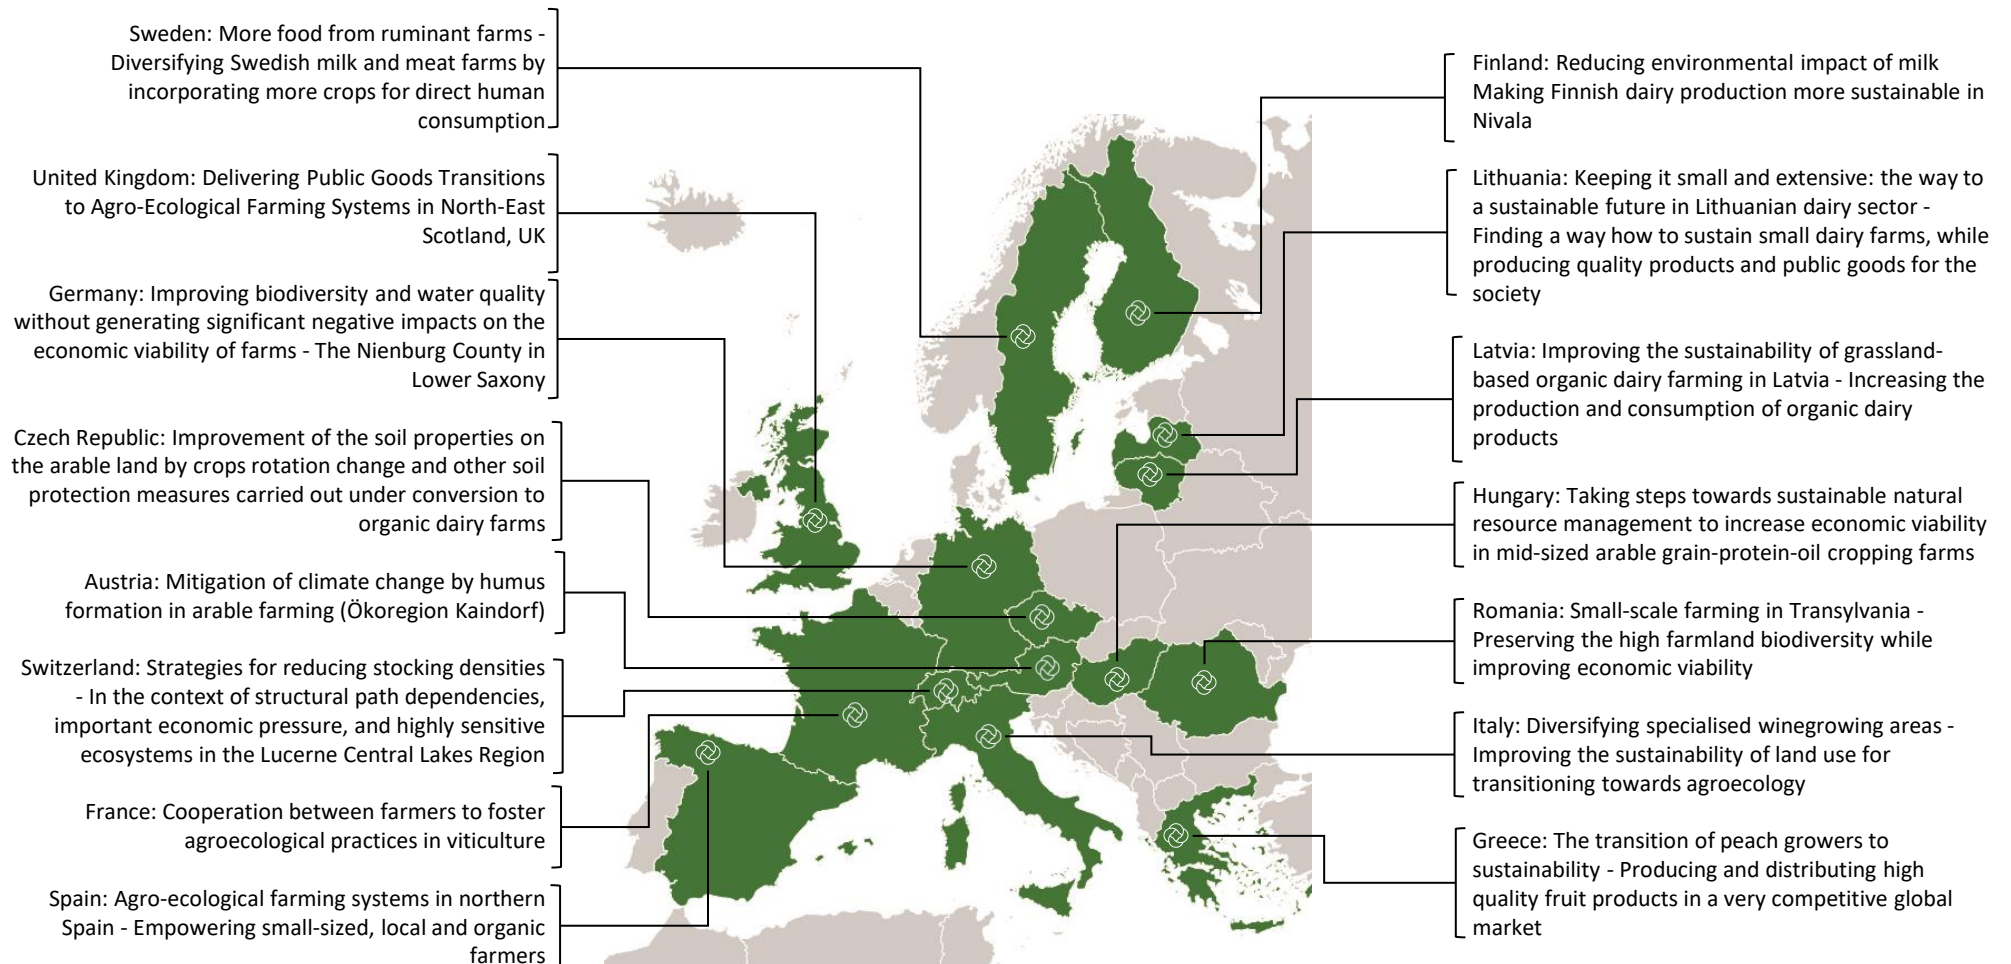 Sweden: More food from ruminant farms -
Diversifying Swedish milk and meat farms by
incorporating more crops for direct human
consumption
United Kingdom: Delivering Public Goods Transitions
to Agro-Ecological Farming Systems in North-East
Scotland, UK
Germany: Improving biodiversity and water quality
without generating significant negative impacts on the
economic viability of farms - The Nienburg County in
Lower Saxony
Czech Republic: Improvement of the soil properties on
the arable land by crops rotation change and other soil
protection measures carried out under conversion to
organic dairy farms
Austria: Mitigation of climate change by humus
formation in arable farming (Ökoregion Kaindorf)
Switzerland: Strategies for reducing stocking densities
- In the context of structural path dependencies,
important economic pressure, and highly sensitive
ecosystems in the Lucerne Central Lakes Region
France: Cooperation between farmers to foster
agroecological practices in viticulture
Spain: Agro-ecological farming systems in northern
Spain - Empowering small-sized, local and organic
farmers
Finland: Reducing environmental impact of milk
Making Finnish dairy production more sustainable in
Nivala
Lithuania: Keeping it small and extensive: the way to
a sustainable future in Lithuanian dairy sector -
Finding a way how to sustain small dairy farms, while
producing quality products and public goods for the
society
Latvia: Improving the sustainability of grassland-
based organic dairy farming in Latvia - Increasing the
production and consumption of organic dairy
products
Hungary: Taking steps towards sustainable natural
resource management to increase economic viability
in mid-sized arable grain-protein-oil cropping farms
Romania: Small-scale farming in Transylvania -
Preserving the high farmland biodiversity while
improving economic viability
Italy: Diversifying specialised winegrowing areas -
Improving the sustainability of land use for
transitioning towards agroecology
Greece: The transition of peach growers to
sustainability - Producing and distributing high
quality fruit products in a very competitive global
market